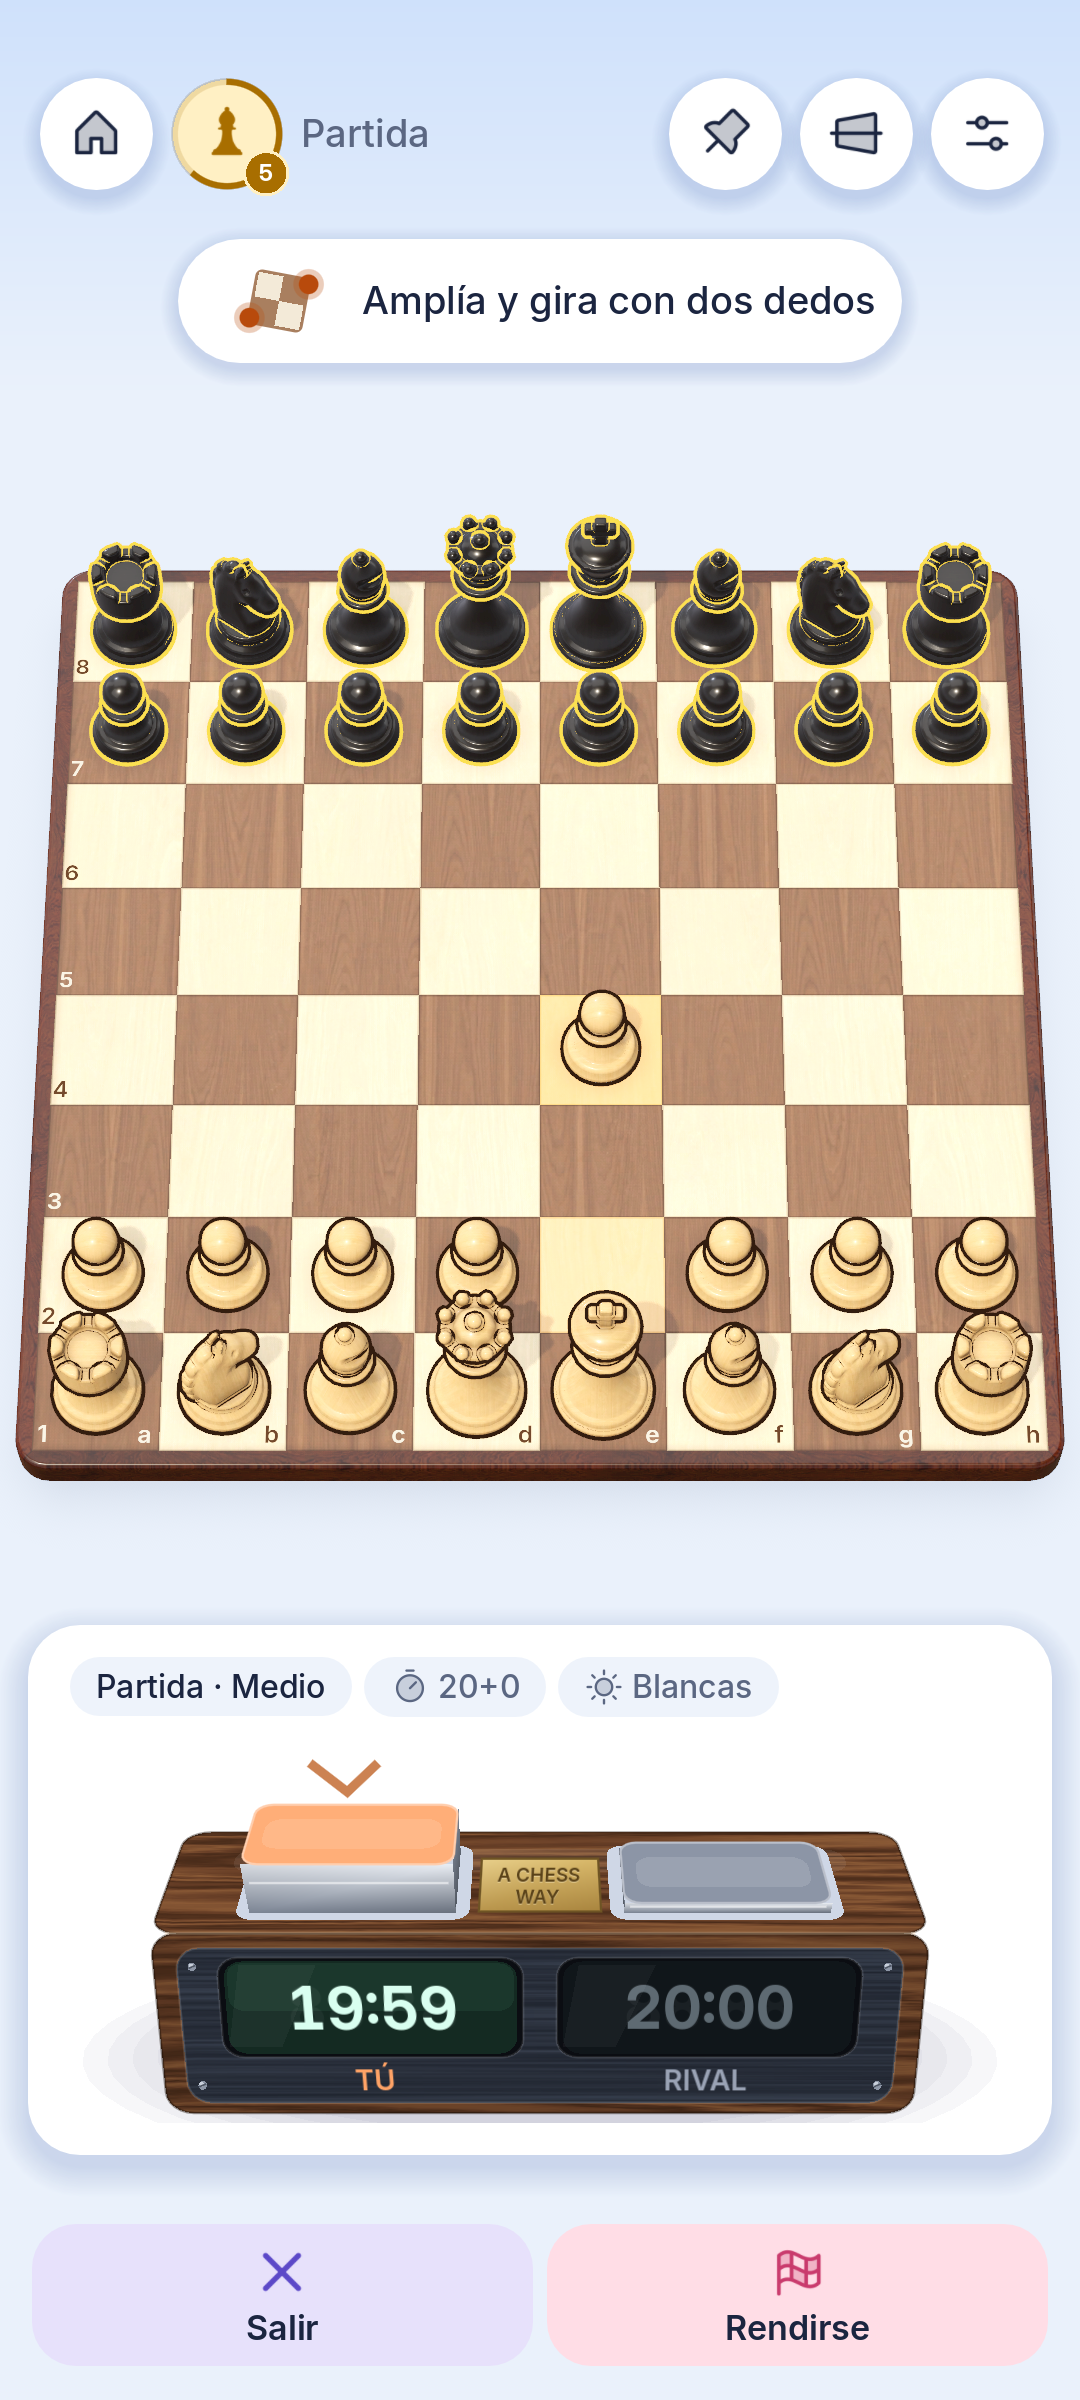 Partida
5
Amplía y gira con dos dedos
8
7
6
5
4
3
2
1 a b c d e f g h
Partida · Medio
20+0
Blancas
A CHESS
WAY
19:59
20:00
TÚ
RIVAL
Salir
Rendirse